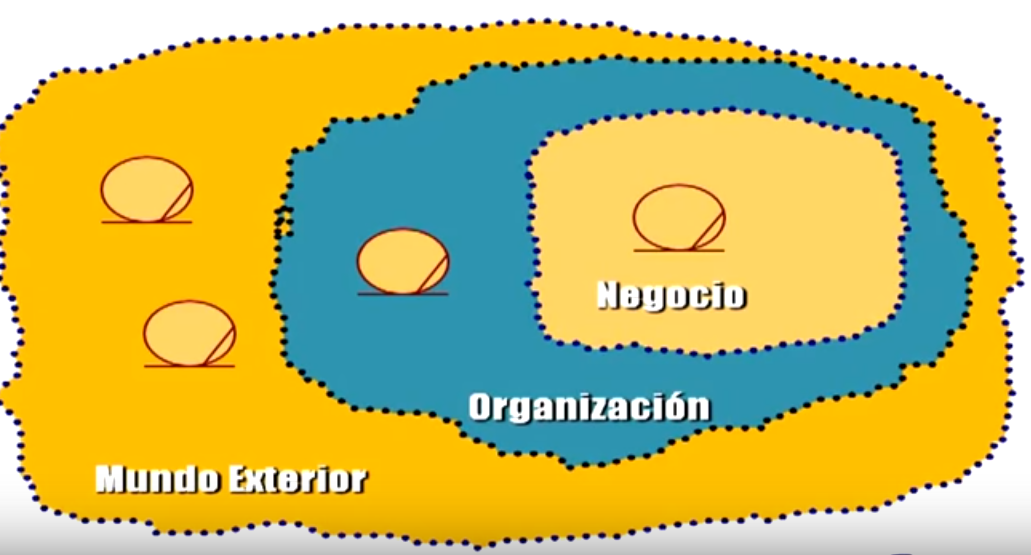 Negocio
Organización
Mundo Exterior